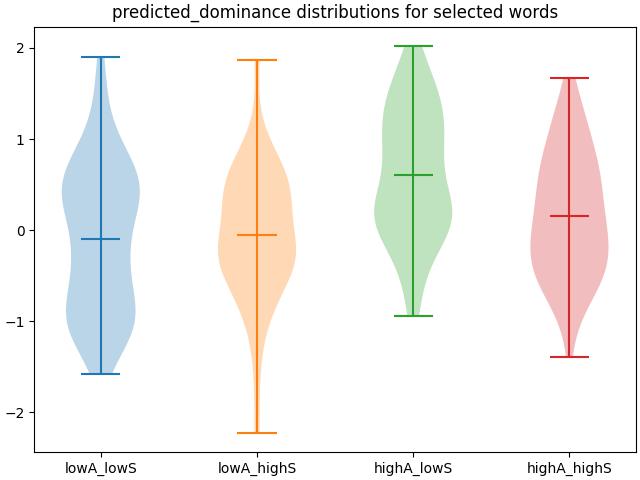 predicted_dominance distributions for selected words
2
1
0
−1
−2
lowA_lowS
lowA_highS
highA_lowS
highA_highS